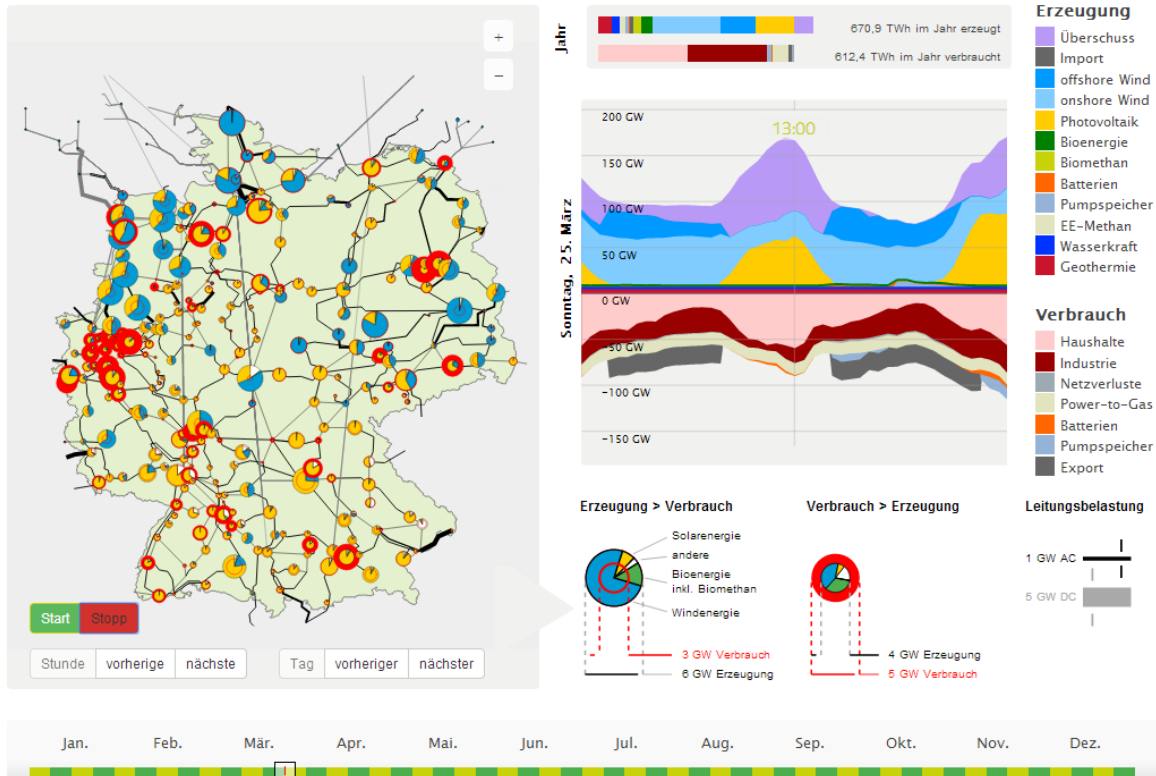 +
−
Start
Stopp
Stunde
vorherige
nächste
Tag
vorheriger
nächster
Jahr
670,9 TWh im Jahr erzeugt
612,4 TWh im Jahr verbraucht
Sonntag, 25. März
13:00
200 GW
150 GW
100 GW
50 GW
0 GW
−50 GW
−100 GW
−150 GW
Erzeugung
Überschuss
Import
offshore Wind
onshore Wind
Photovoltaik
Bioenergie
Biomethan
Batterien
Pumpspeicher
EE-Methan
Wasserkraft
Geothermie
Verbrauch
Haushalte
Industrie
Netzverluste
Power-to-Gas
Batterien
Pumpspeicher
Export
Erzeugung > Verbrauch
Solarenergie
andere
Bioenergie
inkl. Biomethan
Windenergie
3 GW Verbrauch
6 GW Erzeugung
Verbrauch > Erzeugung
4 GW Erzeugung
5 GW Verbrauch
Leitungsbelastung
1 GW AC
5 GW DC
Jan. Feb. Mär. Apr. Mai. Jun. Jul. Aug. Sep. Okt. Nov. Dez.